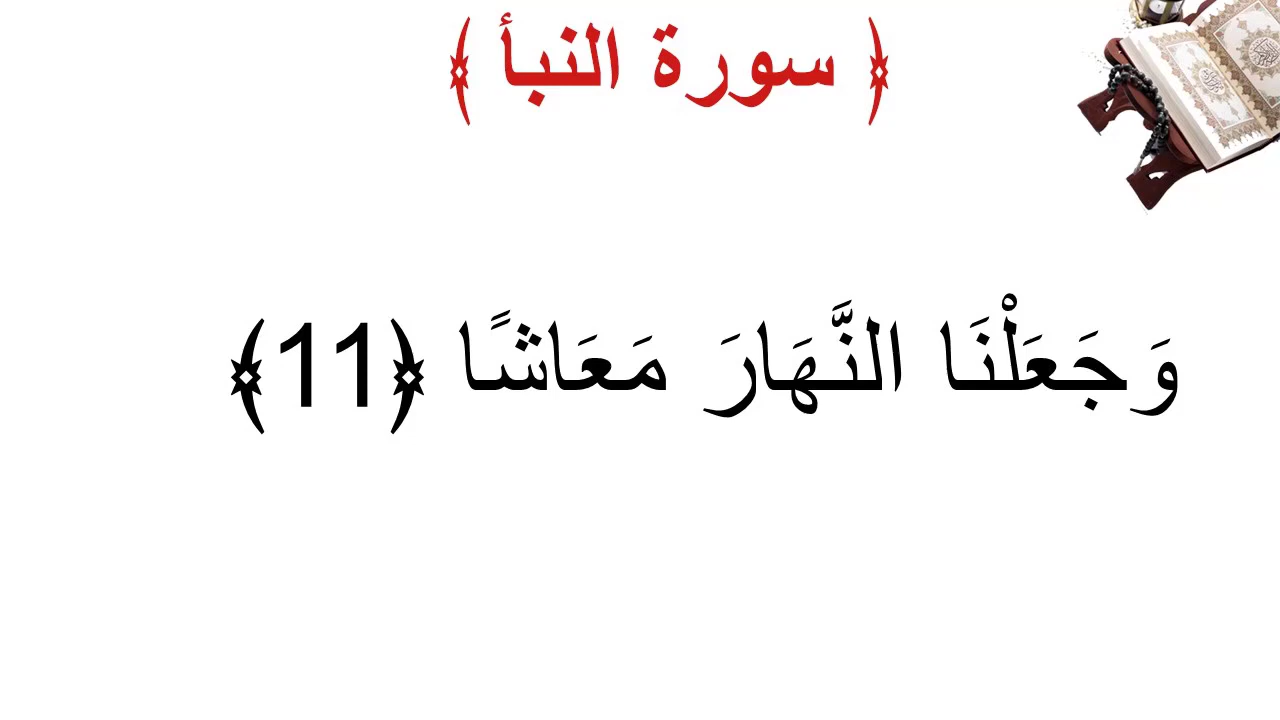 ﴿ سورة النبأ ﴾
وَجَعَلْنَا النَّهَارَ مَعَاشًا ﴿11﴾